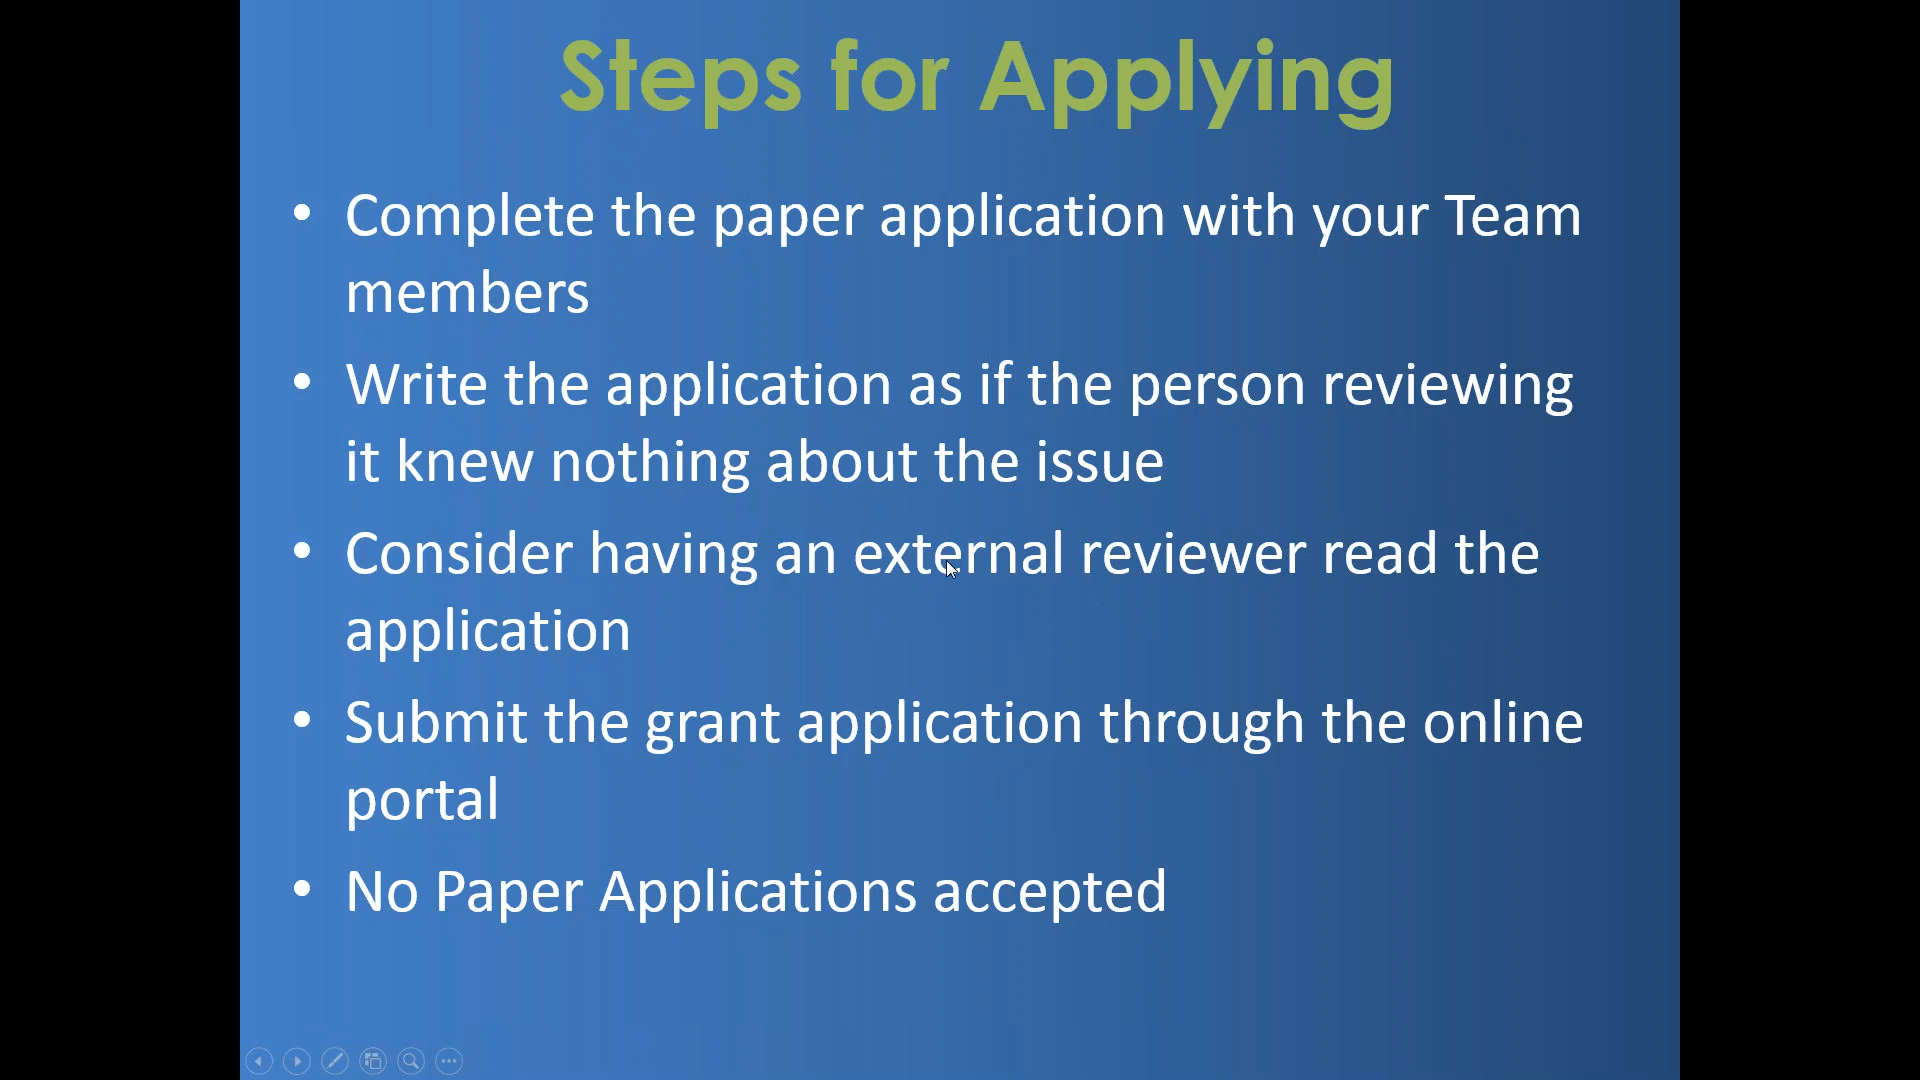 Steps for Applying
• Complete the paper application with your Team
members
• Write the application as if the person reviewing
it knew nothing about the issue
• Consider having an external reviewer read the
application
• Submit the grant application through the online
portal
• No Paper Applications accepted